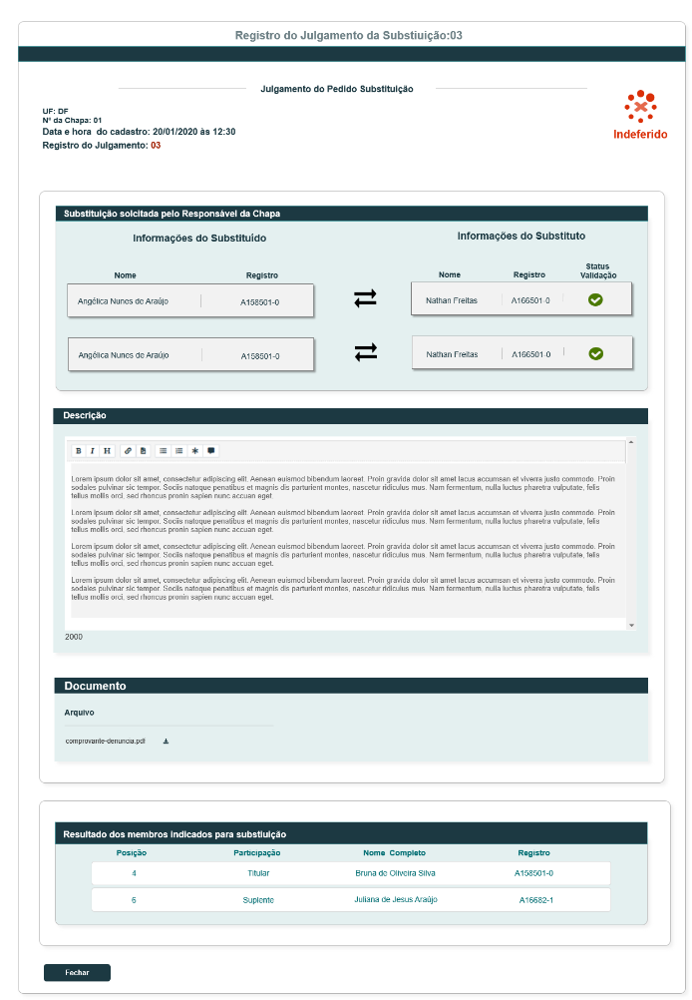 Registro do Julgamento da Substiuição:03
Julgamento do Pedido Substituição
UF: DF
Nº da Chapa: 01
Data e hora do cadastro: 20/01/2020 às 12:30
Registro do Julgamento: 03
Indeferido
Substituição solcitada pelo Responsável da Chapa
Informações do Substituído
Informações do Substituto
Nome Registro
Nome Registro Status Validação
Angélica Nunes de Araújo A158501-0
Nathan Freitas A166501-0
Angélica Nunes de Araújo A158501-0
Nathan Freitas A166501-0
Descrição
B I H
Lorem ipsum dolor sit amet, consectetur adipiscing elit. Aenean euismod bibendum laoreet. Proin gravida dolor sit amet lacus accumsan et viverra justo commodo. Proin
sodales pulvinar sic tempor. Sociis natoque penatibus et magnis dis parturient montes, nascetur ridiculus mus. Nam fermentum, nulla luctus pharetra vulputate, felis
tellus mollis orci, sed rhoncus pronin sapien nunc accuan eget.
Lorem ipsum dolor sit amet, consectetur adipiscing elit. Aenean euismod bibendum laoreet. Proin gravida dolor sit amet lacus accumsan et viverra justo commodo. Proin
sodales pulvinar sic tempor. Sociis natoque penatibus et magnis dis parturient montes, nascetur ridiculus mus. Nam fermentum, nulla luctus pharetra vulputate, felis
tellus mollis orci, sed rhoncus pronin sapien nunc accuan eget.
Lorem ipsum dolor sit amet, consectetur adipiscing elit. Aenean euismod bibendum laoreet. Proin gravida dolor sit amet lacus accumsan et viverra justo commodo. Proin
sodales pulvinar sic tempor. Sociis natoque penatibus et magnis dis parturient montes, nascetur ridiculus mus. Nam fermentum, nulla luctus pharetra vulputate, felis
tellus mollis orci, sed rhoncus pronin sapien nunc accuan eget.
Lorem ipsum dolor sit amet, consectetur adipiscing elit. Aenean euismod bibendum laoreet. Proin gravida dolor sit amet lacus accumsan et viverra justo commodo. Proin
sodales pulvinar sic tempor. Sociis natoque penatibus et magnis dis parturient montes, nascetur ridiculus mus. Nam fermentum, nulla luctus pharetra vulputate, felis
tellus mollis orci, sed rhoncus pronin sapien nunc accuan eget.
2000
Documento
Arquivo
comprovante-denuncia.pdf
Resultado dos membros indicados para substiuição
Posição Participação Nome Completo Registro
4 Titular Bruna de Oliveira Silva A158501-0
6 Suplente Juliana de Jesus Araújo A16682-1
Fechar